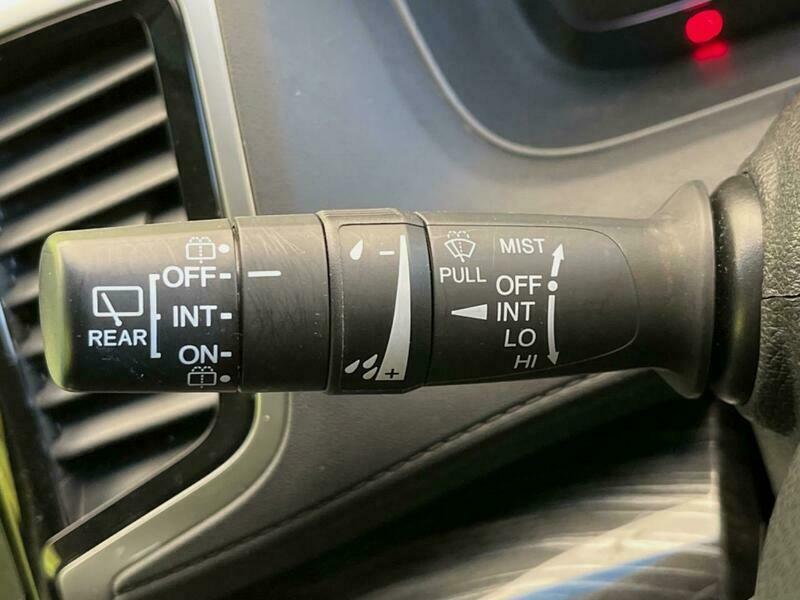 REAR
OFF
INT
ON
-
+
PULL
MIST
OFF
INT
LO
HI